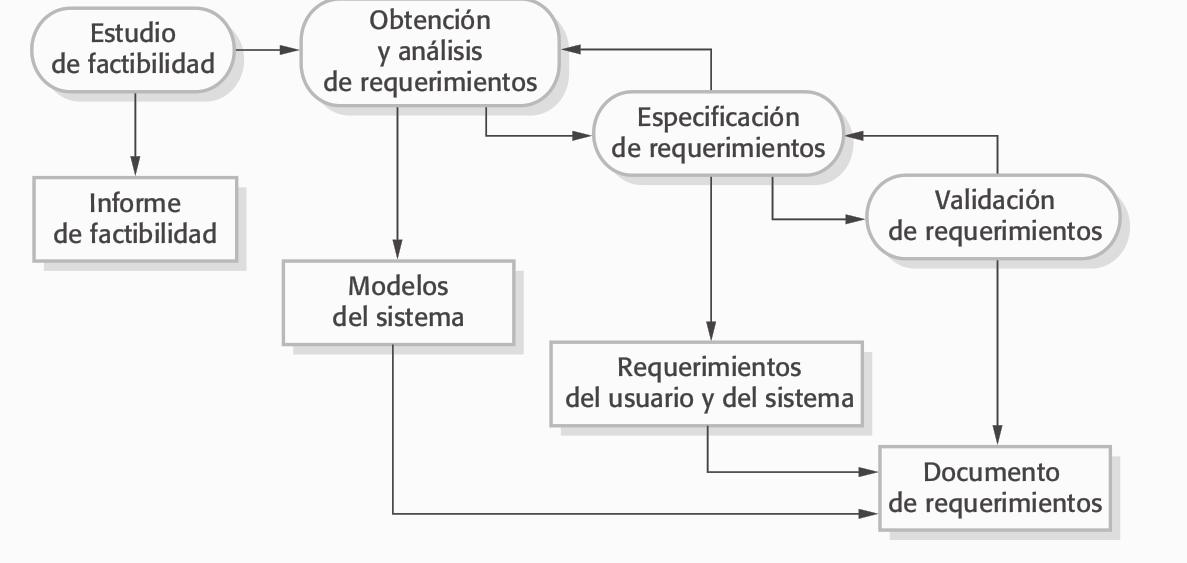 Estudio
de factibilidad
Obtención
y análisis
de requerimientos
Especificación
de requerimientos
Validación
de requerimientos
Informe
de factibilidad
Modelos
del sistema
Requerimientos
del usuario y del sistema
Documento
de requerimientos